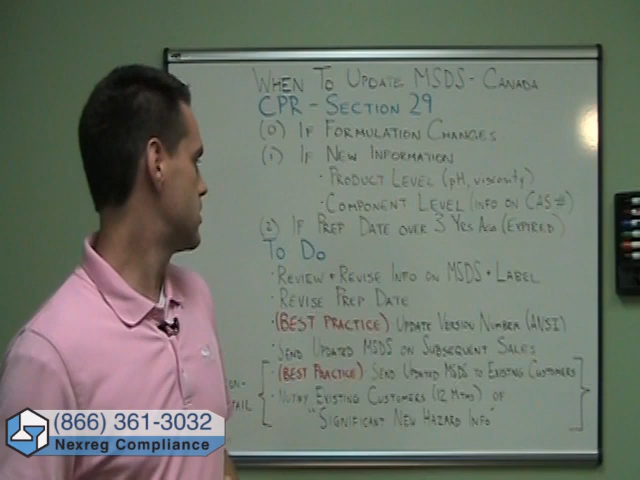 WHEN TO UPDATE MSDS - CANADA
CPR - SECTION 29
(0) IF FORMULATION CHANGES
(1) IF NEW INFORMATION
· PRODUCT LEVEL (pH, viscosity)
· COMPONENT LEVEL (INFO ON CAS #)
(2) IF PREP DATE OVER 3 YRS AGO (EXPIRED)
TO DO
· REVIEW + REVISE INFO ON MSDS + LABEL
· REVISE PREP DATE
· (BEST PRACTICE) UPDATE VERSION NUMBER (ANSI)
· SEND UPDATED MSDS ON SUBSEQUENT SALES
· (BEST PRACTICE) · SEND UPDATED MSDS TO EXISTING CUSTOMERS
· NOTIFY EXISTING CUSTOMERS (12 MTHS) OF
"SIGNIFICANT NEW HAZARD INFO"
(866) 361-3032
Nexreg Compliance